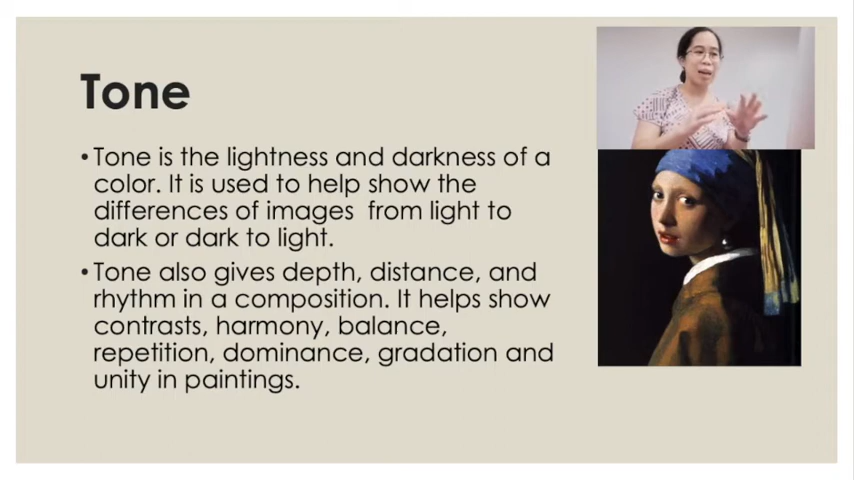 Tone
• Tone is the lightness and darkness of a
color. It is used to help show the
differences of images  from light to
dark or dark to light.
• Tone also gives depth, distance, and
rhythm in a composition. It helps show
contrasts, harmony, balance,
repetition, dominance, gradation and
unity in paintings.